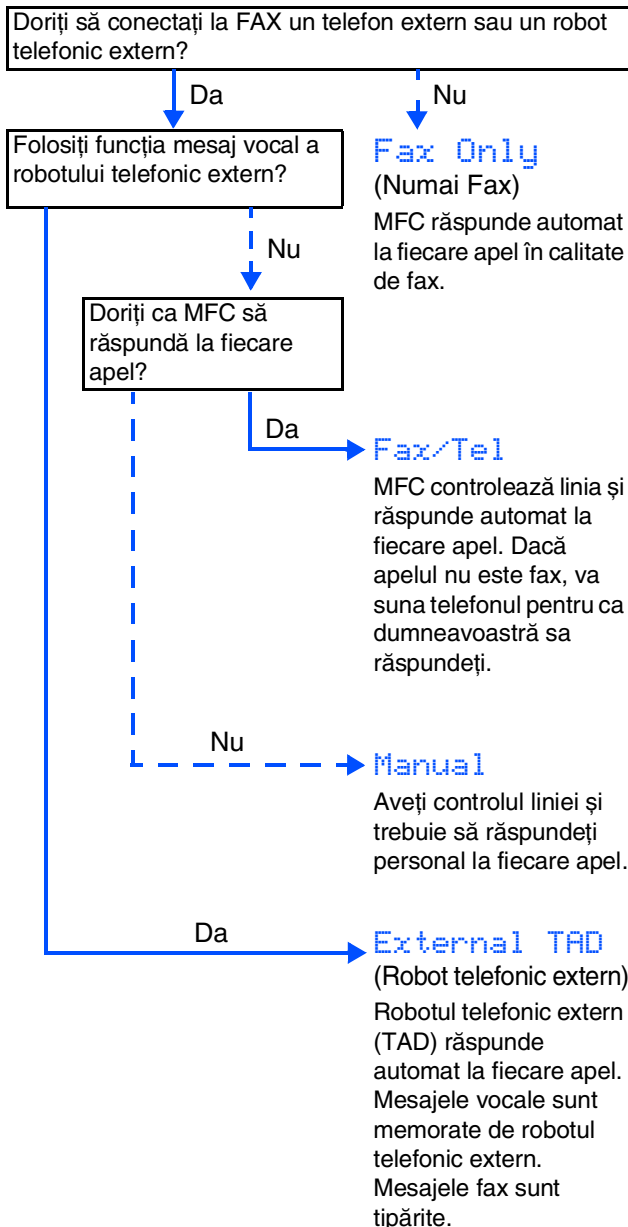 Doriți să conectați la FAX un telefon extern sau un robot
telefonic extern?
Da
Nu
Folosiți funcția mesaj vocal a
robotului telefonic extern?
Fax Only
(Numai Fax)
MFC răspunde automat
la fiecare apel în calitate
de fax.
Nu
Doriți ca MFC să
răspundă la fiecare
apel?
Da
Fax/Tel
MFC controlează linia și
răspunde automat la
fiecare apel. Dacă
apelul nu este fax, va
suna telefonul pentru ca
dumneavoastră sa
răspundeți.
Nu
Manual
Aveți controlul liniei și
trebuie să răspundeți
personal la fiecare apel.
Da
External TAD
(Robot telefonic extern)
Robotul telefonic extern
(TAD) răspunde
automat la fiecare apel.
Mesajele vocale sunt
memorate de robotul
telefonic extern.
Mesajele fax sunt
tipărite.